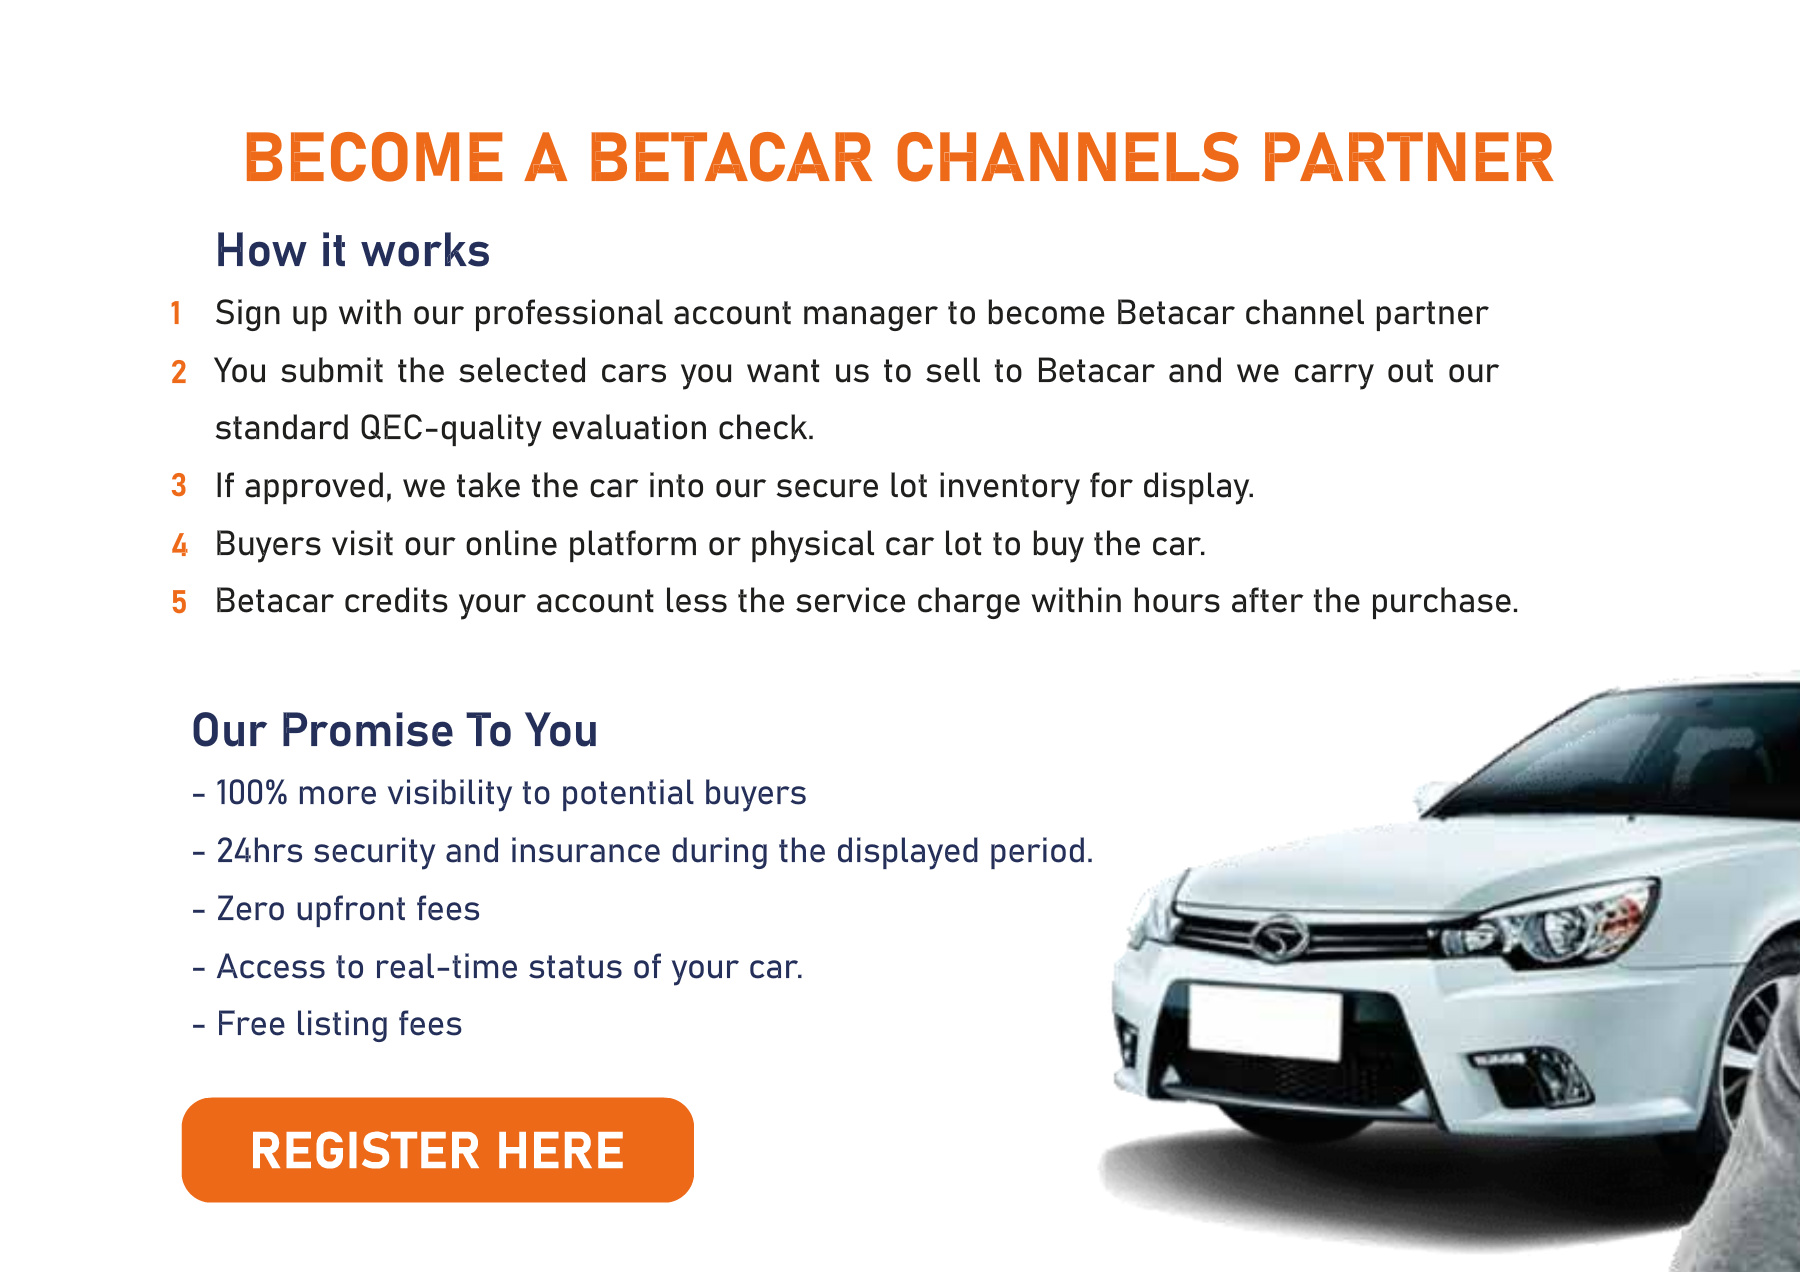 BECOME A BETACAR CHANNELS PARTNER
How it works
1 Sign up with our professional account manager to become Betacar channel partner
2 You submit the selected cars you want us to sell to Betacar and we carry out our
standard QEC-quality evaluation check.
3 If approved, we take the car into our secure lot inventory for display.
4 Buyers visit our online platform or physical car lot to buy the car.
5 Betacar credits your account less the service charge within hours after the purchase.
Our Promise To You
- 100% more visibility to potential buyers
- 24hrs security and insurance during the displayed period.
- Zero upfront fees
- Access to real-time status of your car.
- Free listing fees
REGISTER HERE